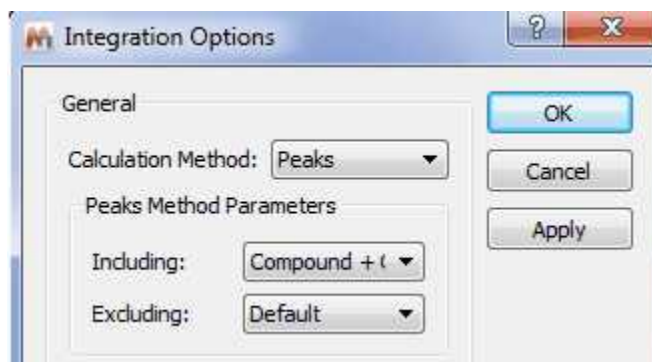 Integration Options
General
Calculation Method: Peaks
Peaks Method Parameters
Including: Compound + (
Excluding: Default
OK
Cancel
Apply